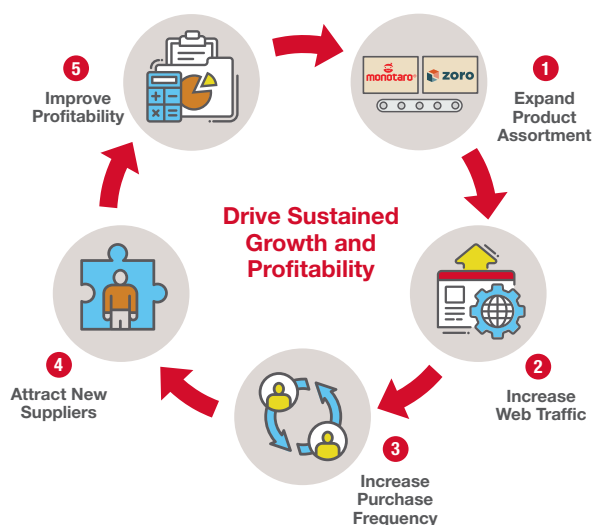 1
Expand
Product
Assortment
monotaro
zoro
2
Increase
Web Traffic
3
Increase
Purchase
Frequency
4
Attract New
Suppliers
5
Improve
Profitability
Drive Sustained
Growth and
Profitability